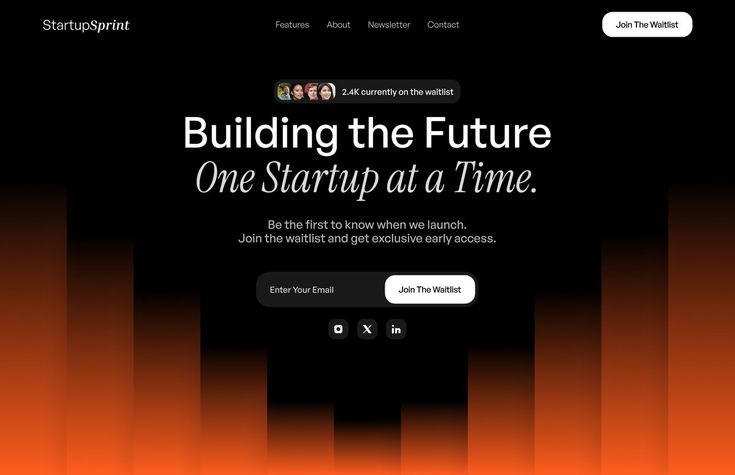 StartupSprint
Features
About
Newsletter
Contact
Join The Waitlist
2.4K currently on the waitlist
Building the Future
One Startup at a Time.
Be the first to know when we launch.
Join the waitlist and get exclusive early access.
Enter Your Email
Join The Waitlist